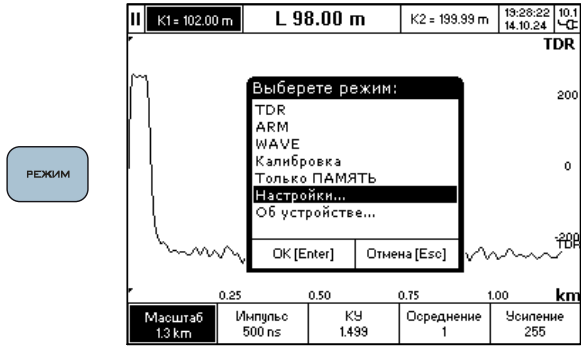 K1 = 102.00 m
L 98.00 m
K2 = 199.99 m
19:28:22
14.10.24
10.1
TDR
200
0
-200
TDR
РЕЖИМ
Выберете режим:
TDR
ARM
WAVE
Калибровка
Только ПАМЯТЬ
Настройки...
Об устройстве...
OK [Enter]
Отмена [Esc]
0.25
0.50
0.75
1.00
km
Масштаб
1.3 km
Импульс
500 ns
КУ
1.499
Осреднение
1
Усиление
255